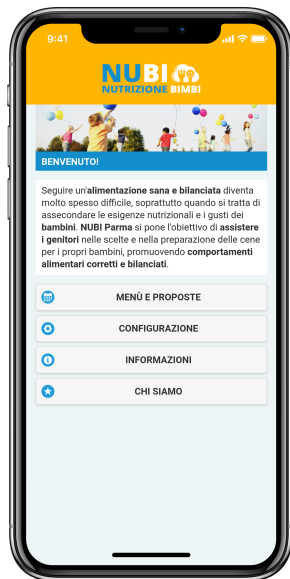 9:41
NUBI
NUTRIZIONE BIMBI
BENVENUTO!
Seguire un'alimentazione sana e bilanciata diventa
molto spesso difficile, soprattutto quando si tratta di
assecondare le esigenze nutrizionali e i gusti dei
bambini. NUBI Parma si pone l'obiettivo di assistere
i genitori nelle scelte e nella preparazione delle cene
per i propri bambini, promuovendo comportamenti
alimentari corretti e bilanciati.
MENÙ E PROPOSTE
CONFIGURAZIONE
INFORMAZIONI
CHI SIAMO